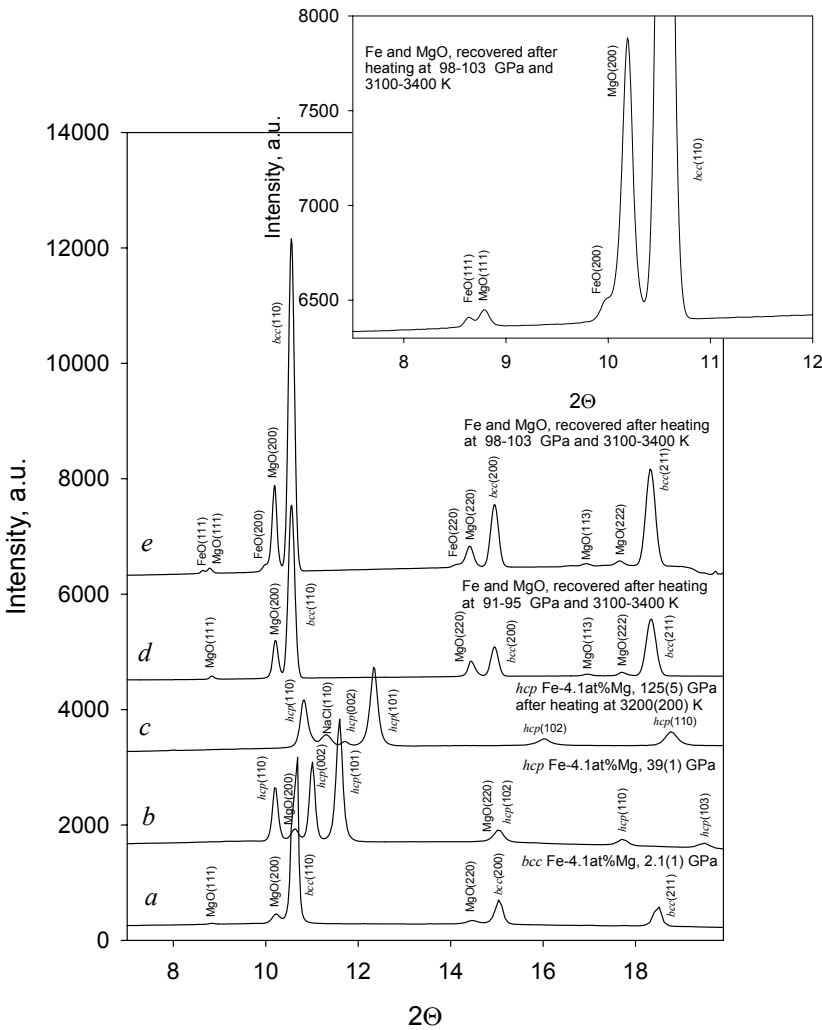 8000
7500
7000
6500
Intensity, a.u.
Fe and MgO, recovered after
heating at 98-103 GPa and
3100-3400 K
FeO(111)
MgO(111)
FeO(200)
MgO(200)
bcc(110)
8 9 10 11 12
2Θ
14000
12000
10000
8000
6000
4000
2000
0
Intensity, a.u.
Fe and MgO, recovered after heating
at 98-103 GPa and 3100-3400 K
e
FeO(111)
MgO(111)
FeO(200)
MgO(200)
bcc(110)
FeO(220)
MgO(220)
bcc(200)
MgO(113)
MgO(222)
bcc(211)
Fe and MgO, recovered after heating
at 91-95 GPa and 3100-3400 K
d
MgO(111)
MgO(200)
bcc(110)
MgO(220)
bcc(200)
MgO(113)
MgO(222)
bcc(211)
hcp Fe-4.1at%Mg, 125(5) GPa
after heating at 3200(200) K
c
hcp(110)
NaCl(110)
hcp(002)
hcp(101)
hcp(102)
hcp(110)
hcp Fe-4.1at%Mg, 39(1) GPa
b
hcp(110)
MgO(200)
hcp(002)
hcp(101)
MgO(220)
hcp(102)
hcp(110)
hcp(103)
bcc Fe-4.1at%Mg, 2.1(1) GPa
a
MgO(111)
MgO(200)
bcc(110)
MgO(220)
bcc(200)
bcc(211)
8 10 12 14 16 18
2Θ